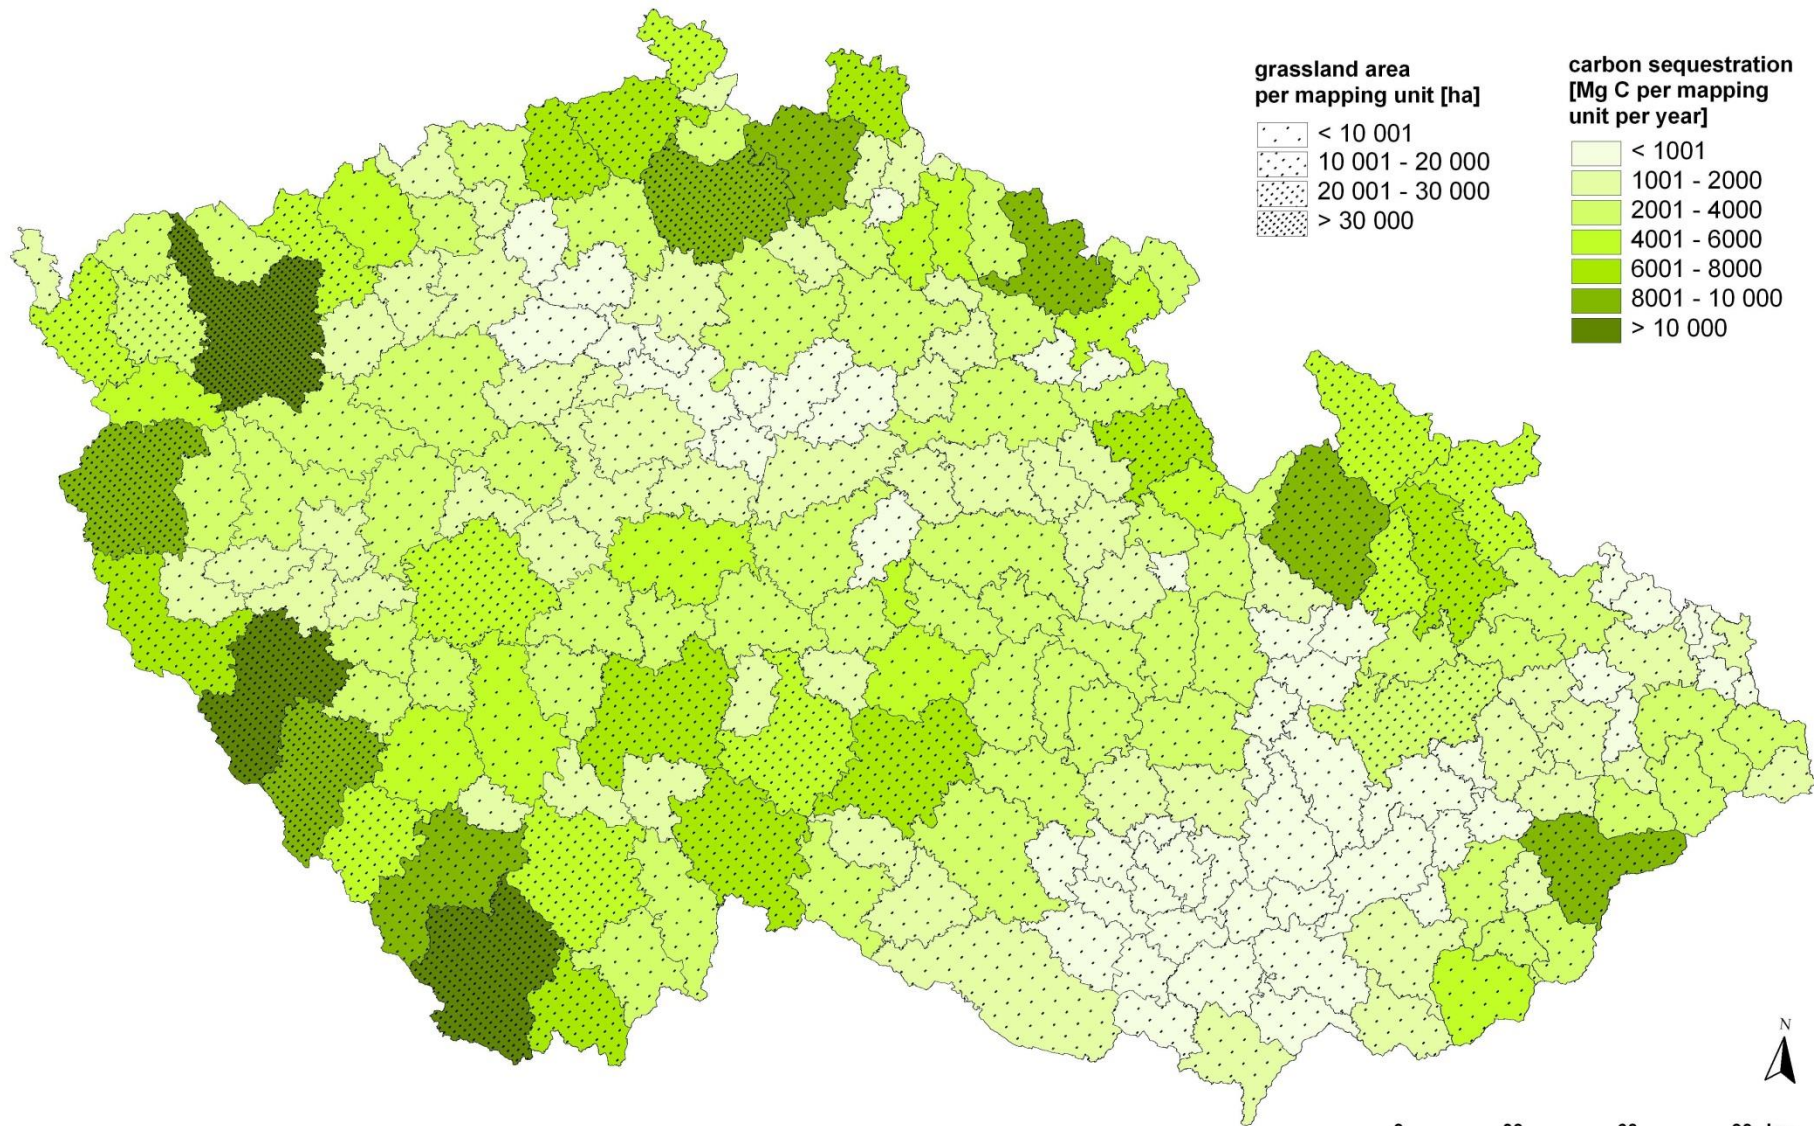 grassland area
per mapping unit [ha]
< 10 001
10 001 - 20 000
20 001 - 30 000
> 30 000
carbon sequestration
[Mg C per mapping
unit per year]
< 1001
1001 - 2000
2001 - 4000
4001 - 6000
6001 - 8000
8001 - 10 000
> 10 000
N